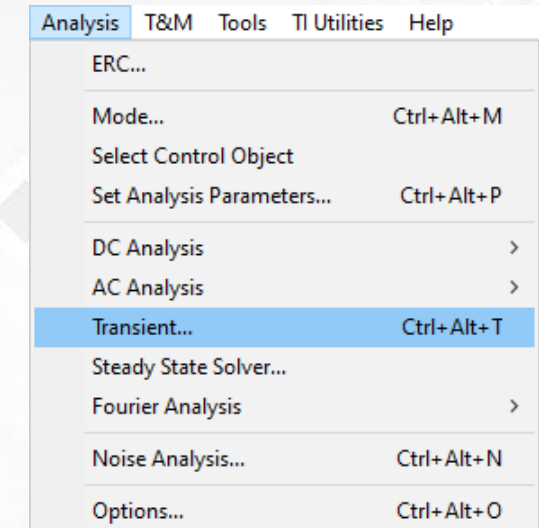 Analysis T&M Tools TI Utilities Help
ERC...
Mode... Ctrl+Alt+M
Select Control Object
Set Analysis Parameters... Ctrl+Alt+P
DC Analysis
AC Analysis
Transient... Ctrl+Alt+T
Steady State Solver...
Fourier Analysis
Noise Analysis... Ctrl+Alt+N
Options... Ctrl+Alt+O